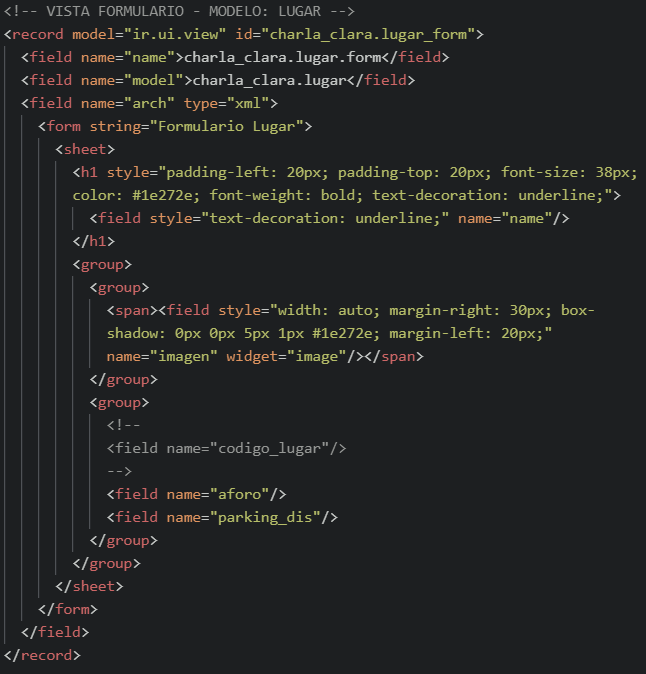 <!-- VISTA FORMULARIO - MODELO: LUGAR -->
<record model="ir.ui.view" id="charla_clara.lugar_form">
<field name="name">charla_clara.lugar.form</field>
<field name="model">charla_clara.lugar</field>
<field name="arch" type="xml">
<form string="Formulario Lugar">
<sheet>
<h1 style="padding-left: 20px; padding-top: 20px; font-size: 38px;
color: #1e272e; font-weight: bold; text-decoration: underline;">
<field style="text-decoration: underline;" name="name"/>
</h1>
<group>
<group>
<span><field style="width: auto; margin-right: 30px; box-
shadow: 0px 0px 5px 1px #1e272e; margin-left: 20px;"
name="imagen" widget="image"/></span>
</group>
<group>
<!--
<field name="codigo_lugar"/>
-->
<field name="aforo"/>
<field name="parking_dis"/>
</group>
</group>
</sheet>
</form>
</field>
</record>